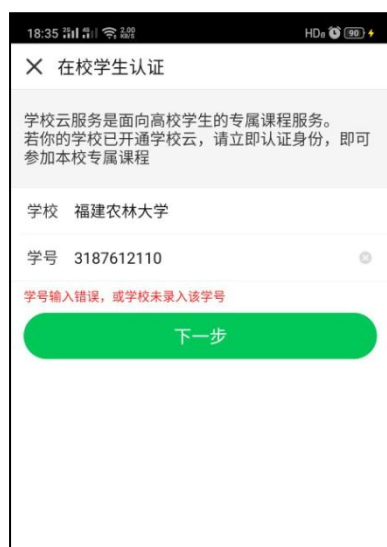 18:35 2,00 KB/s HD 90
在校学生认证
学校云服务是面向高校学生的专属课程服务。
若你的学校已开通学校云，请立即认证身份，即可
参加本校专属课程
学校 福建农林大学
学号 3187612110
学号输入错误，或学校未录入该学号
下一步